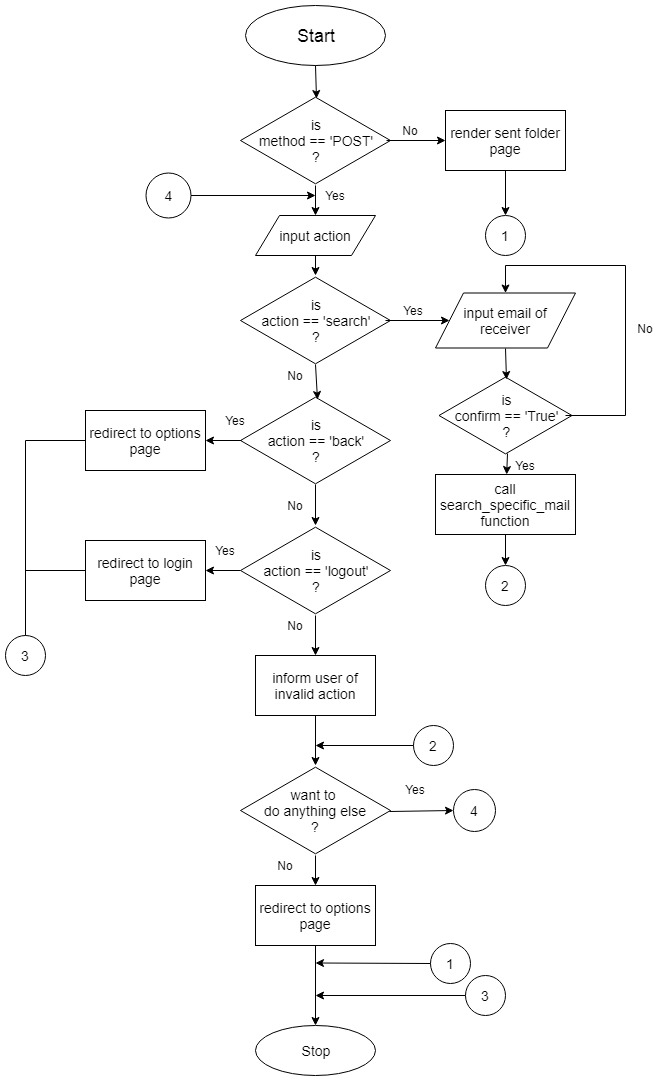 Start
is
method == 'POST'
?
No
render sent folder
page
4
Yes
1
input action
is
action == 'search'
?
Yes
input email of
receiver
No
No
is
confirm == 'True'
?
Yes
redirect to options
page
Yes
is
action == 'back'
?
call
search_specific_mail
function
No
2
redirect to login
page
Yes
is
action == 'logout'
?
No
3
inform user of
invalid action
2
want to
do anything else
?
Yes
4
No
redirect to options
page
1
3
Stop